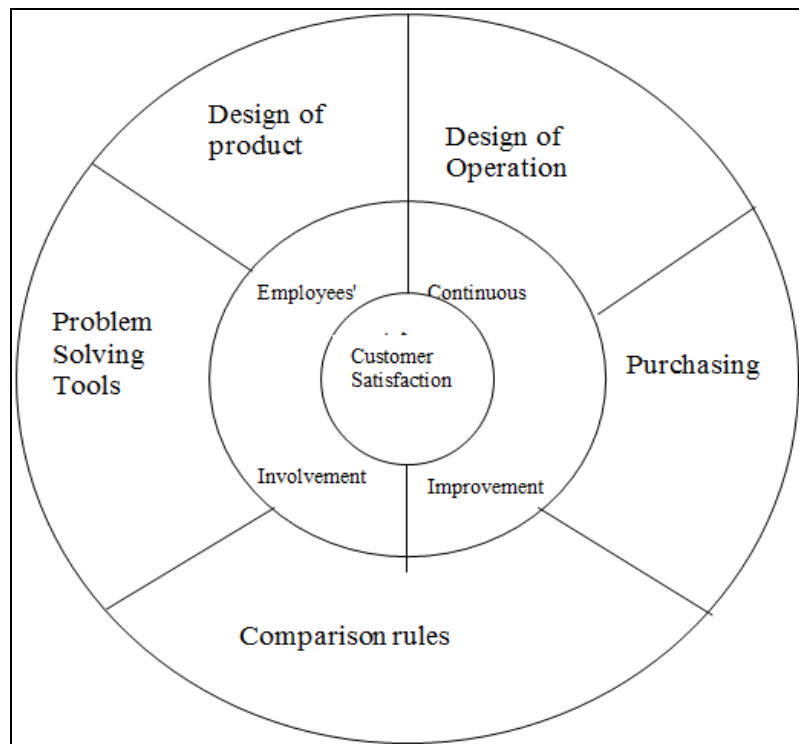 Design of
product
Design of
Operation
Employees'
Continuous
Problem
Solving
Tools
Customer
Satisfaction
Purchasing
Involvement
Improvement
Comparison rules